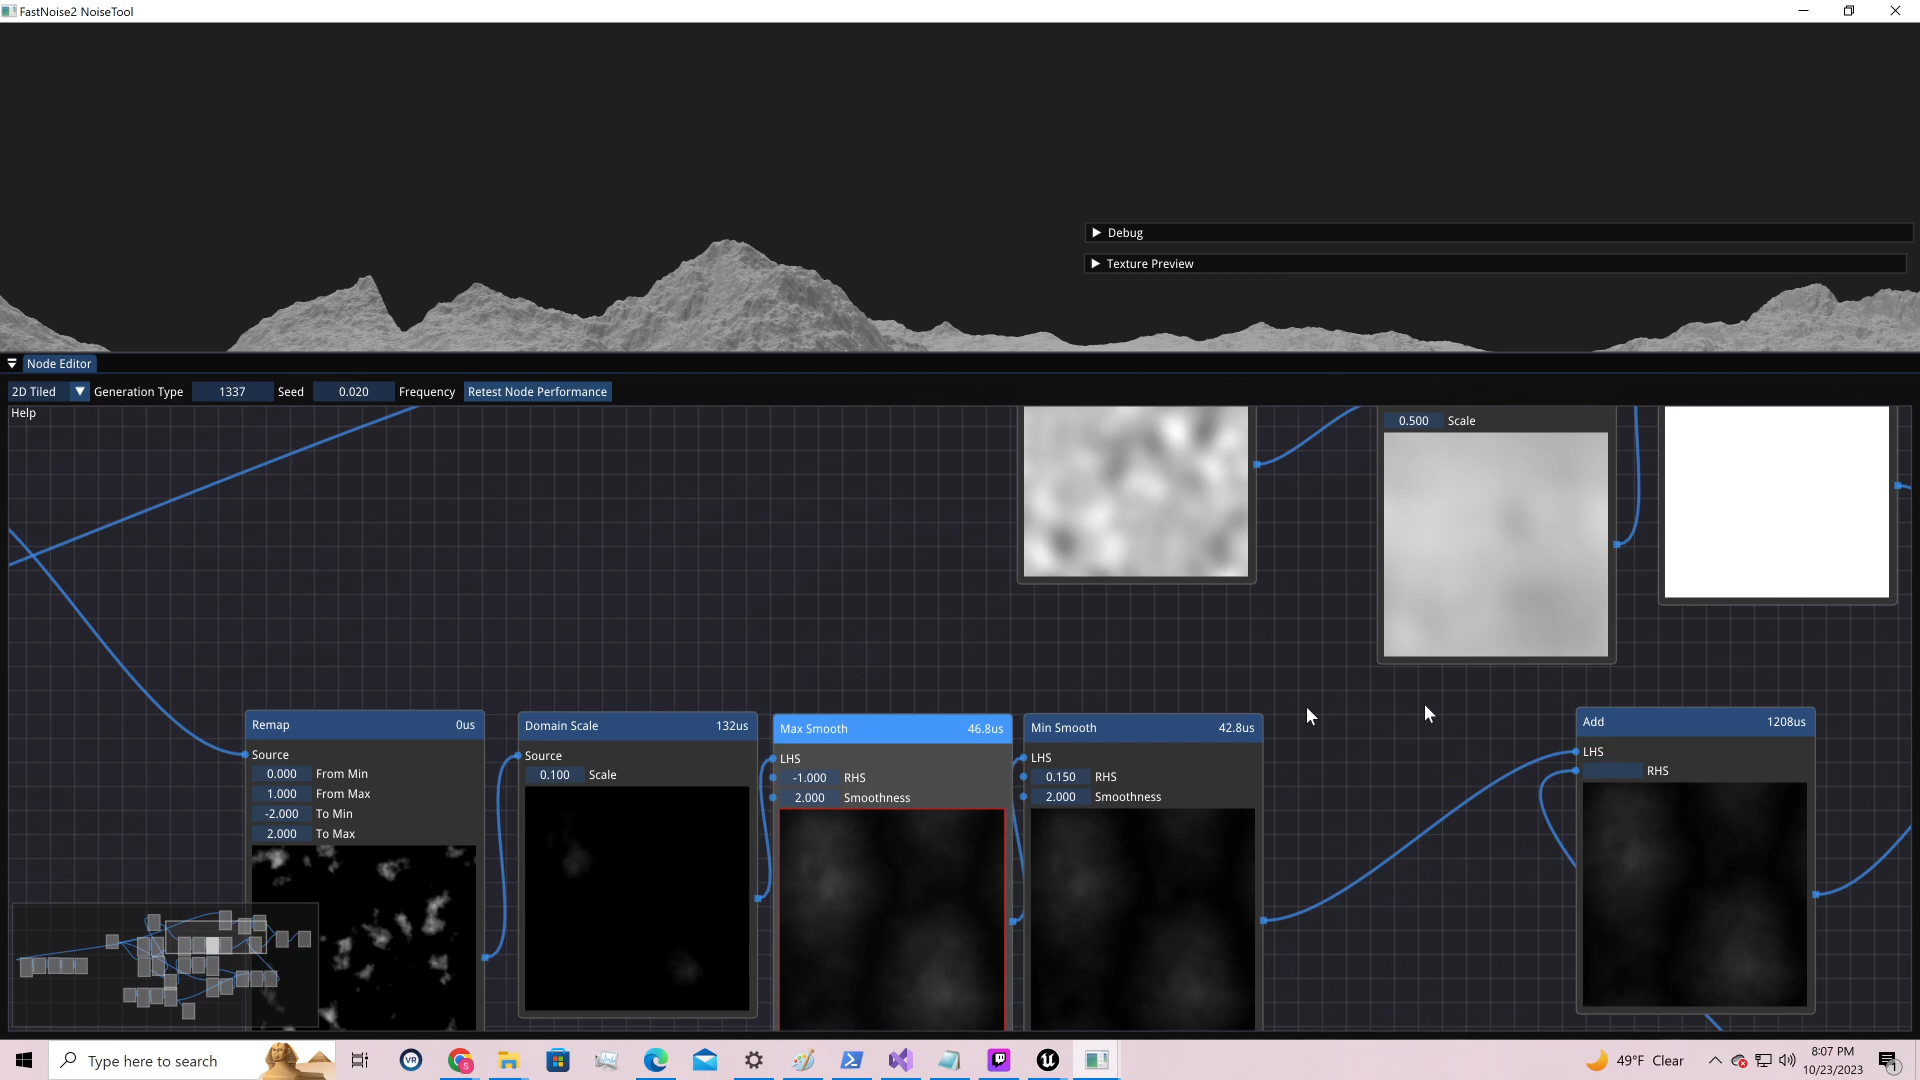 FastNoise2 NoiseTool
Debug
Texture Preview
Node Editor
2D Tiled Generation Type 1337 Seed 0.020 Frequency Retest Node Performance
Help
0.500 Scale
Remap 0us
Source
0.000 From Min
1.000 From Max
-2.000 To Min
2.000 To Max
Domain Scale 132us
Source
0.100 Scale
Max Smooth 46.8us
LHS
-1.000 RHS
2.000 Smoothness
Min Smooth 42.8us
LHS
0.150 RHS
2.000 Smoothness
Add 1208us
LHS
RHS
Type here to search
VR
S
49°F Clear
8:07 PM
10/23/2023
1